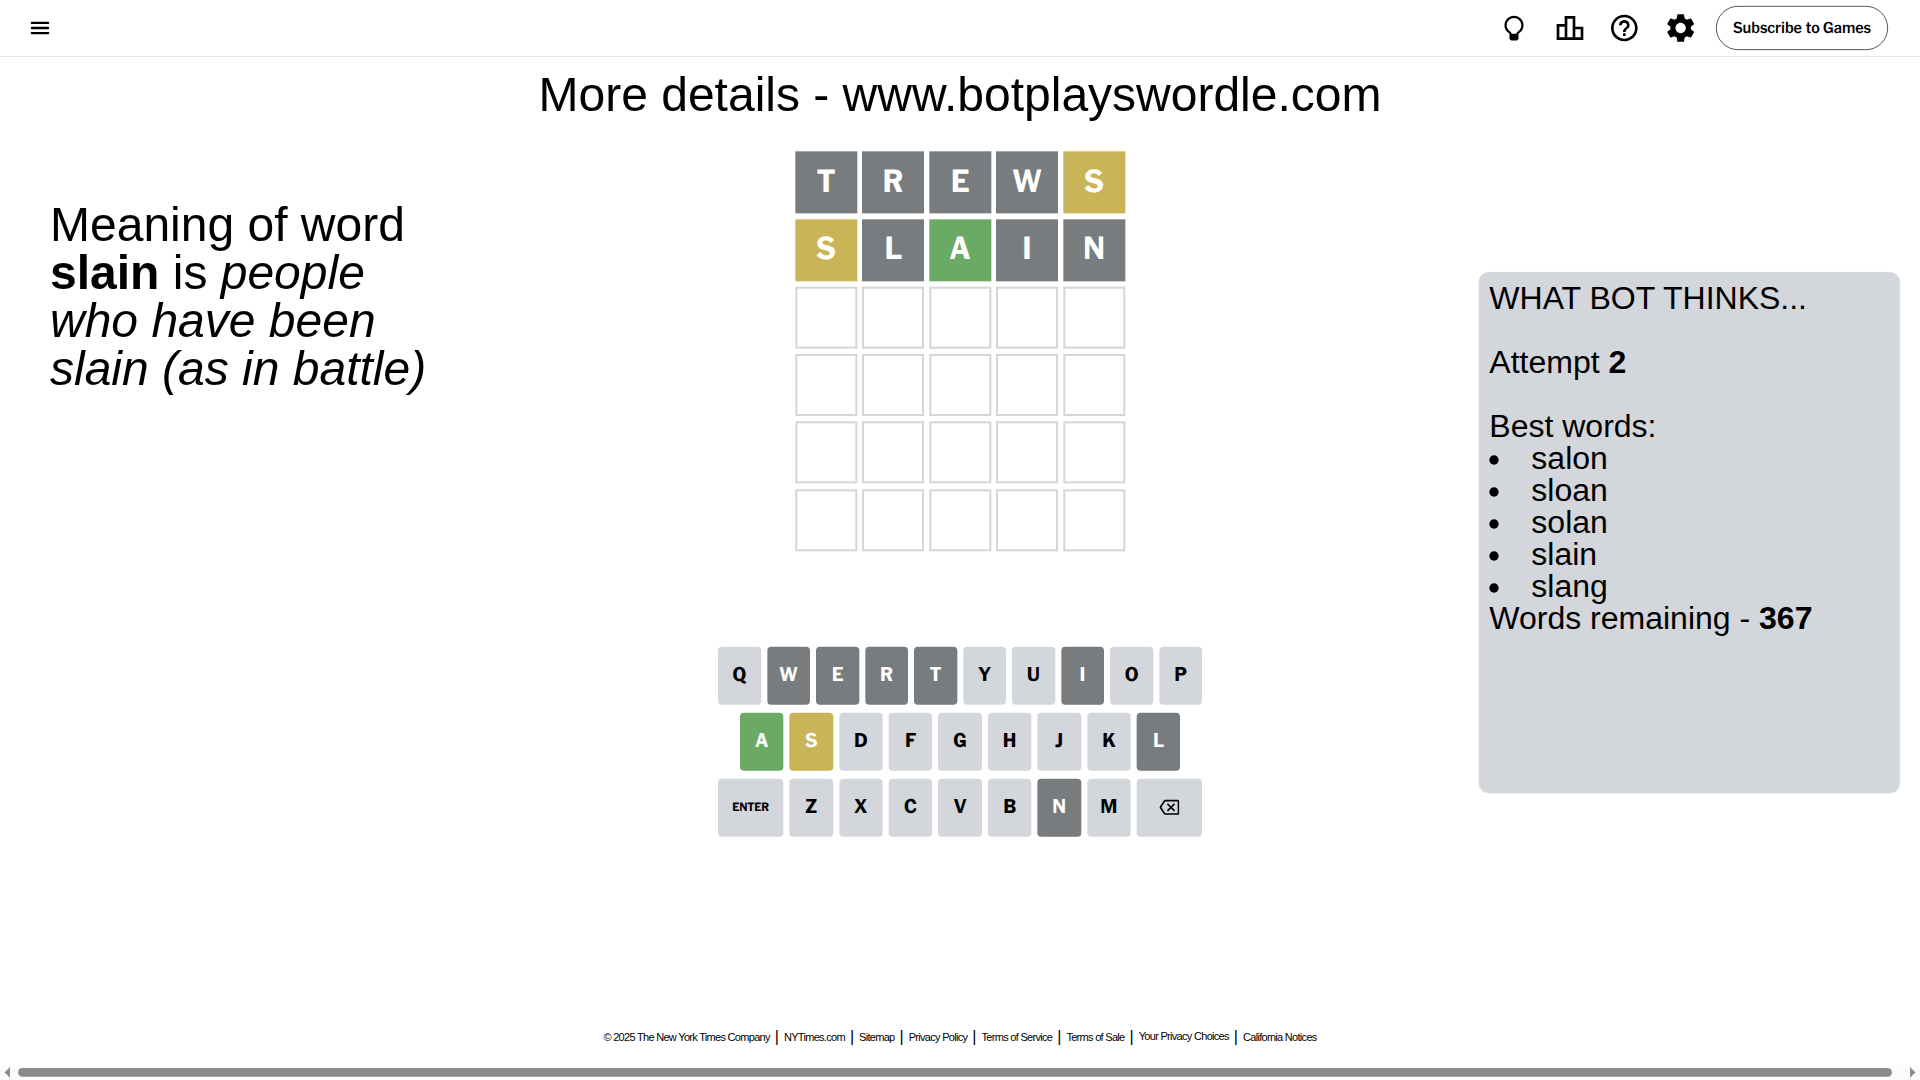 Subscribe to Games
More details - www.botplayswordle.com
Meaning of word
slain is people
who have been
slain (as in battle)
T R E W S
S L A I N
WHAT BOT THINKS...
Attempt 2
Best words:
• salon
• sloan
• solan
• slain
• slang
Words remaining - 367
Q W E R T Y U I O P
A S D F G H J K L
ENTER Z X C V B N M
© 2025 The New York Times Company | NYTimes.com | Sitemap | Privacy Policy | Terms of Service | Terms of Sale | Your Privacy Choices | California Notices